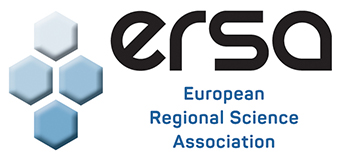 ersa
European
Regional Science
Association